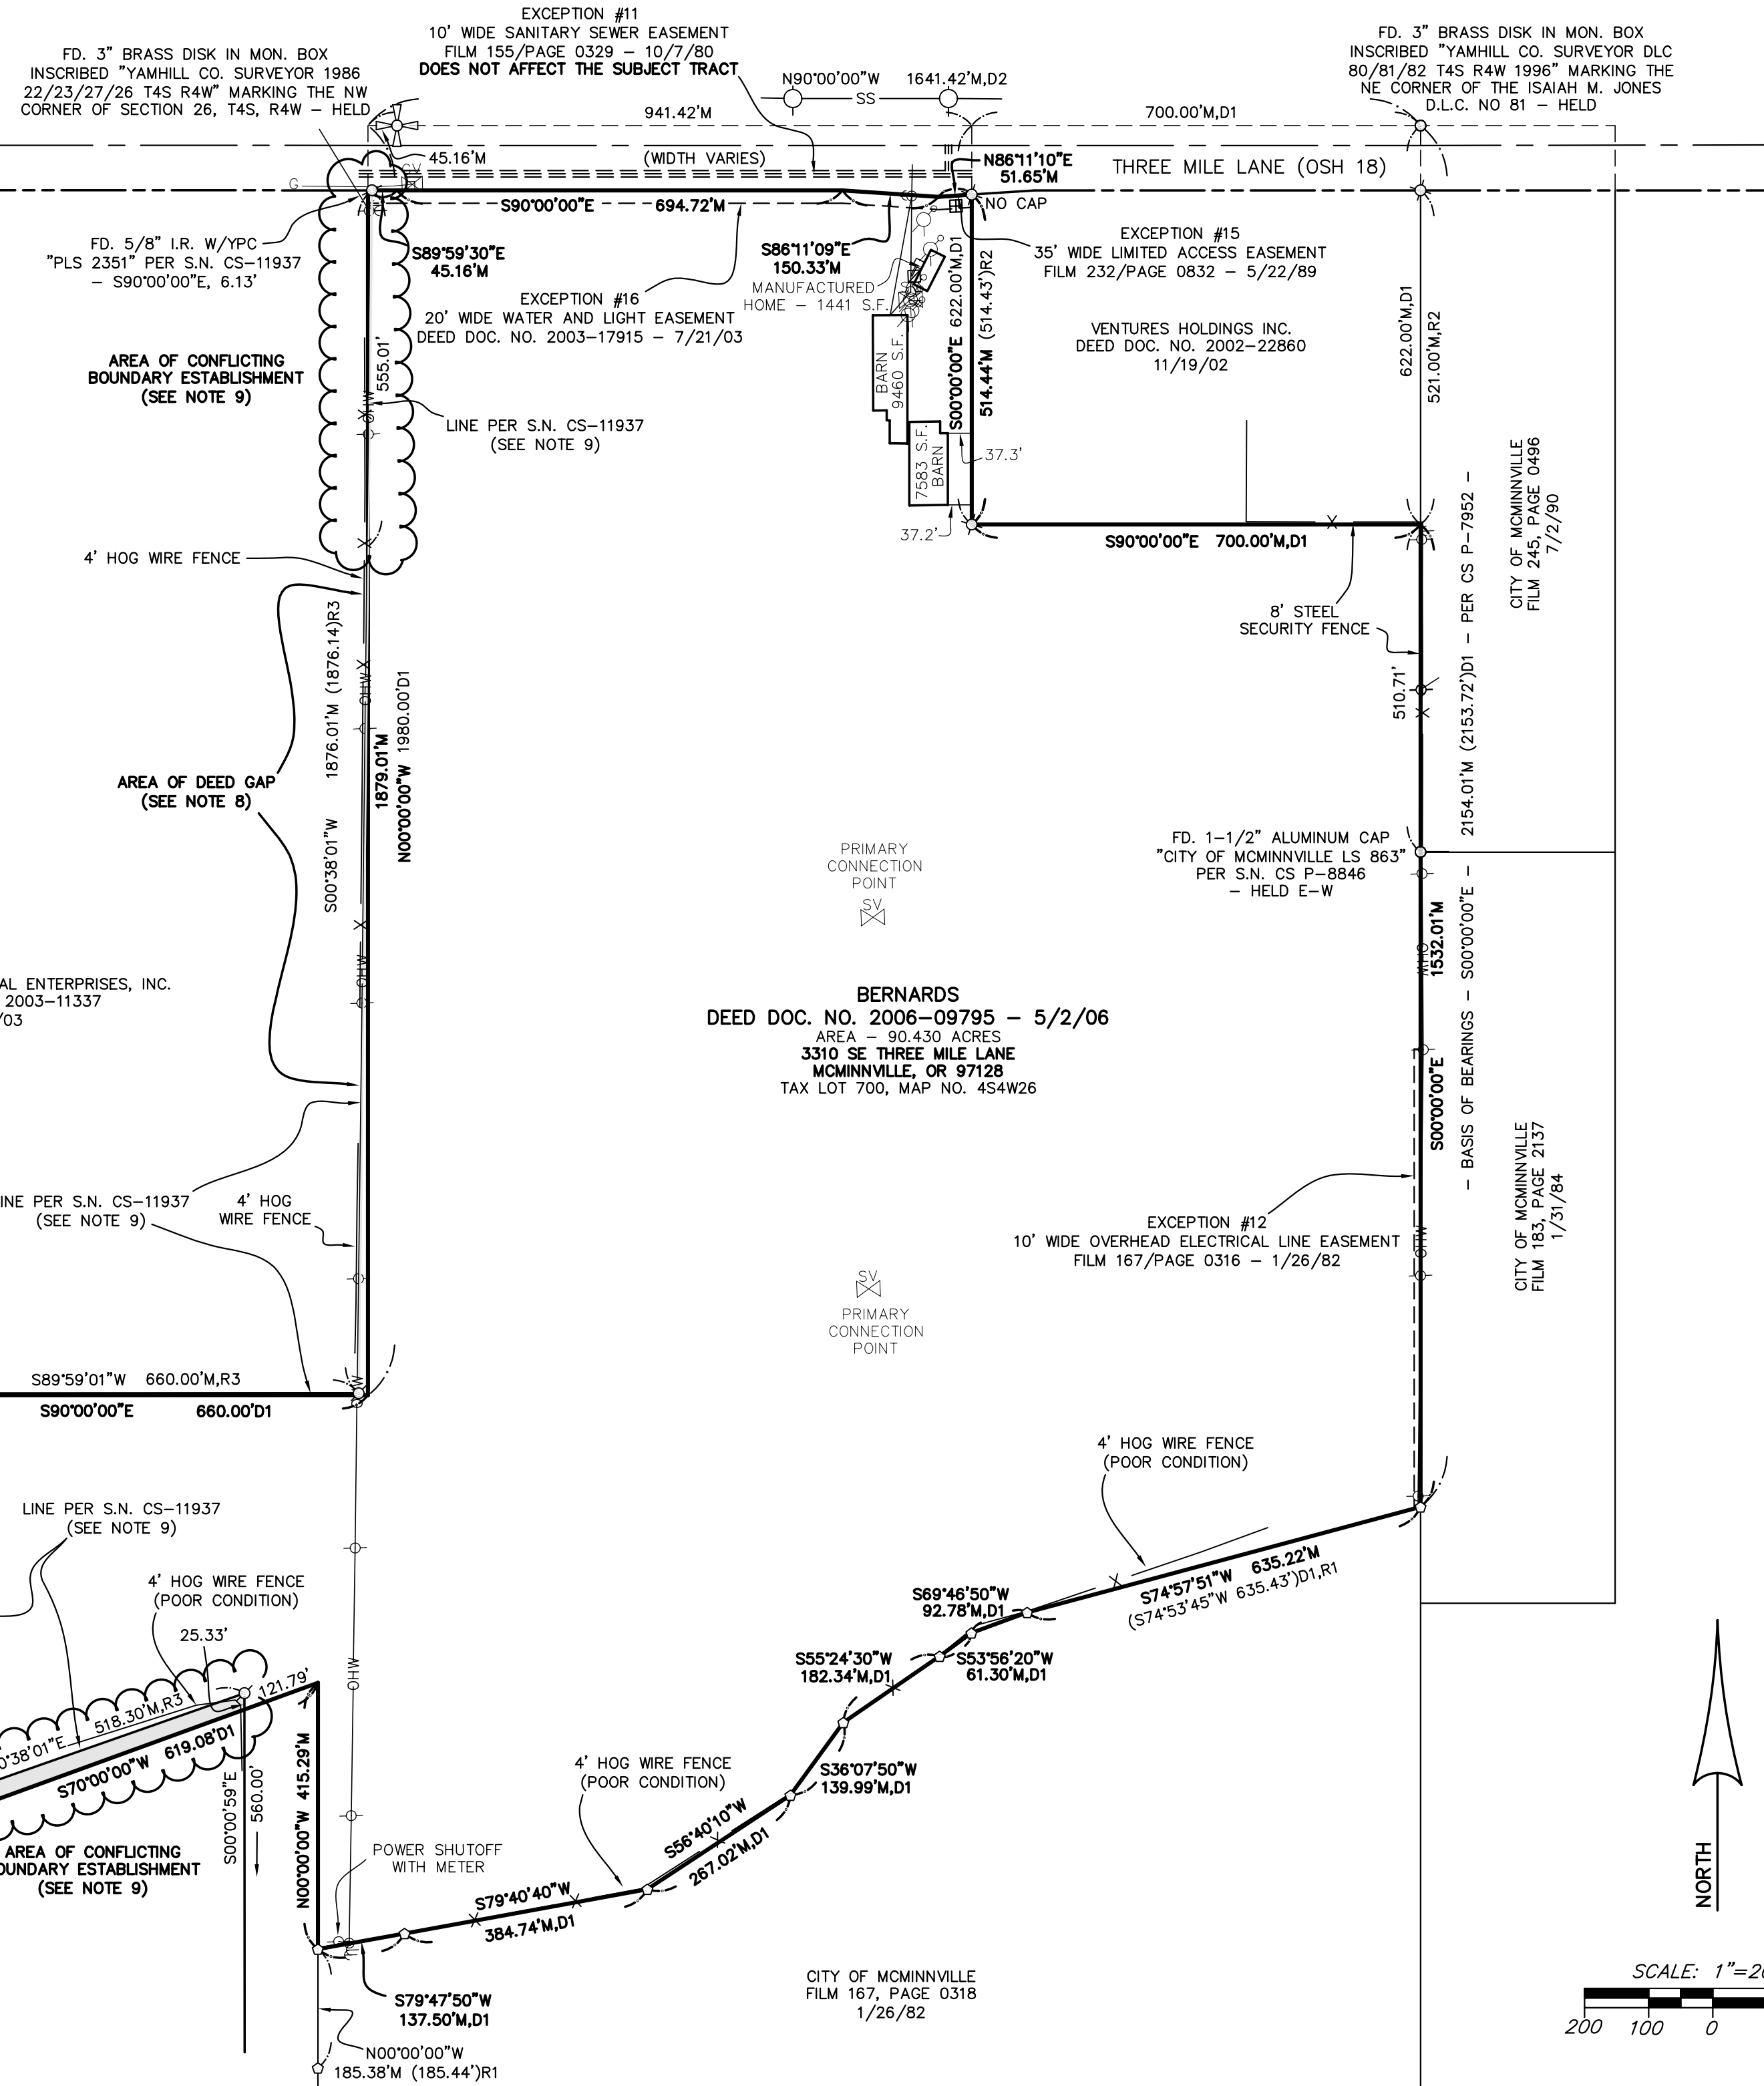 EXCEPTION #11
10' WIDE SANITARY SEWER EASEMENT
FILM 155/PAGE 0329 – 10/7/80
DOES NOT AFFECT THE SUBJECT TRACT
FD. 3" BRASS DISK IN MON. BOX
INSCRIBED "YAMHILL CO. SURVEYOR 1986
22/23/27/26 T4S R4W" MARKING THE NW
CORNER OF SECTION 26, T4S, R4W – HELD
FD. 3" BRASS DISK IN MON. BOX
INSCRIBED "YAMHILL CO. SURVEYOR DLC
80/81/82 T4S R4W 1996" MARKING THE
NE CORNER OF THE ISAIAH M. JONES
D.L.C. NO 81 – HELD
N90°00'00"W 1641.42'M,D2
SS
941.42'M
700.00'M,D1
45.16'M
(WIDTH VARIES)
N86°11'10"E
51.65'M
THREE MILE LANE (OSH 18)
G
GV
NO CAP
S90°00'00"E 694.72'M
FD. 5/8" I.R. W/YPC
"PLS 2351" PER S.N. CS-11937
– S90°00'00"E, 6.13'
S89°59'30"E
45.16'M
S86°11'09"E
150.33'M
EXCEPTION #15
35' WIDE LIMITED ACCESS EASEMENT
FILM 232/PAGE 0832 – 5/22/89
MANUFACTURED
HOME – 1441 S.F.
EXCEPTION #16
20' WIDE WATER AND LIGHT EASEMENT
DEED DOC. NO. 2003-17915 – 7/21/03
VENTURES HOLDINGS INC.
DEED DOC. NO. 2002-22860
11/19/02
AREA OF CONFLICTING
BOUNDARY ESTABLISHMENT
(SEE NOTE 9)
555.01'
OHW
BARN
9460 S.F.
S00°00'00"E 622.00'M,D1
514.44'M (514.43')R2
622.00'M,D1
521.00'M,R2
LINE PER S.N. CS-11937
(SEE NOTE 9)
7583 S.F.
BARN
37.3'
37.2'
S90°00'00"E 700.00'M,D1
CITY OF MCMINNVILLE
FILM 245, PAGE 0496
7/2/90
4' HOG WIRE FENCE
8' STEEL
SECURITY FENCE
510.71'
S00°38'01"W 1876.01'M (1876.14)R3
OHW
1879.01'M
N00°00'00"W 1980.00'D1
AREA OF DEED GAP
(SEE NOTE 8)
– BASIS OF BEARINGS – S00°00'00"E – 2154.01'M (2153.72')D1 – PER CS P-7952 –
PRIMARY
CONNECTION
POINT
SV
FD. 1-1/2" ALUMINUM CAP
"CITY OF MCMINNVILLE LS 863"
PER S.N. CS P-8846
– HELD E-W
OHW
OHW
S00°00'00"E 1532.01'M
AL ENTERPRISES, INC.
2003-11337
/03
BERNARDS
DEED DOC. NO. 2006-09795 – 5/2/06
AREA – 90.430 ACRES
3310 SE THREE MILE LANE
MCMINNVILLE, OR 97128
TAX LOT 700, MAP NO. 4S4W26
INE PER S.N. CS-11937
(SEE NOTE 9)
4' HOG
WIRE FENCE
EXCEPTION #12
10' WIDE OVERHEAD ELECTRICAL LINE EASEMENT
FILM 167/PAGE 0316 – 1/26/82
OHW
CITY OF MCMINNVILLE
FILM 183, PAGE 2137
1/31/84
SV
PRIMARY
CONNECTION
POINT
S89°59'01"W 660.00'M,R3
S90°00'00"E 660.00'D1
4' HOG WIRE FENCE
(POOR CONDITION)
LINE PER S.N. CS-11937
(SEE NOTE 9)
4' HOG WIRE FENCE
(POOR CONDITION)
25.33'
121.79'
518.30'M,R3
°38'01"E
S70°00'00"W 619.08'D1
OHW
S74°57'51"W 635.22'M
(S74°53'45"W 635.43')D1,R1
S69°46'50"W
92.78'M,D1
S53°56'20"W
61.30'M,D1
S55°24'30"W
182.34'M,D1
S36°07'50"W
139.99'M,D1
4' HOG WIRE FENCE
(POOR CONDITION)
S56°40'10"W
267.02'M,D1
N00°00'00"W 415.29'M
S00°00'59"E
560.00'
AREA OF CONFLICTING
OUNDARY ESTABLISHMENT
(SEE NOTE 9)
POWER SHUTOFF
WITH METER
S79°40'40"W
384.74'M,D1
S79°47'50"W
137.50'M,D1
N00°00'00"W
185.38'M (185.44')R1
CITY OF MCMINNVILLE
FILM 167, PAGE 0318
1/26/82
NORTH
SCALE: 1"=20
200 100 0